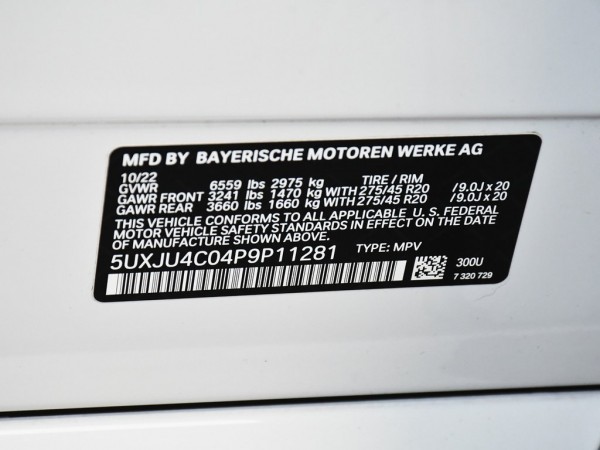 MFD BY BAYERISCHE MOTOREN WERKE AG
10/22 TIRE / RIM
GVWR 6559 lbs 2975 kg
GAWR FRONT 3241 lbs 1470 kg WITH 275/45 R20 /9.0J x 20
GAWR REAR 3660 lbs 1660 kg WITH 275/45 R20 /9.0J x 20
THIS VEHICLE CONFORMS TO ALL APPLICABLE U. S. FEDERAL
MOTOR VEHICLE SAFETY STANDARDS IN EFFECT ON THE DATE
OF MANUFACTURE SHOWN ABOVE.
5UXJU4C04P9P11281 TYPE: MPV
300U
7 320 729